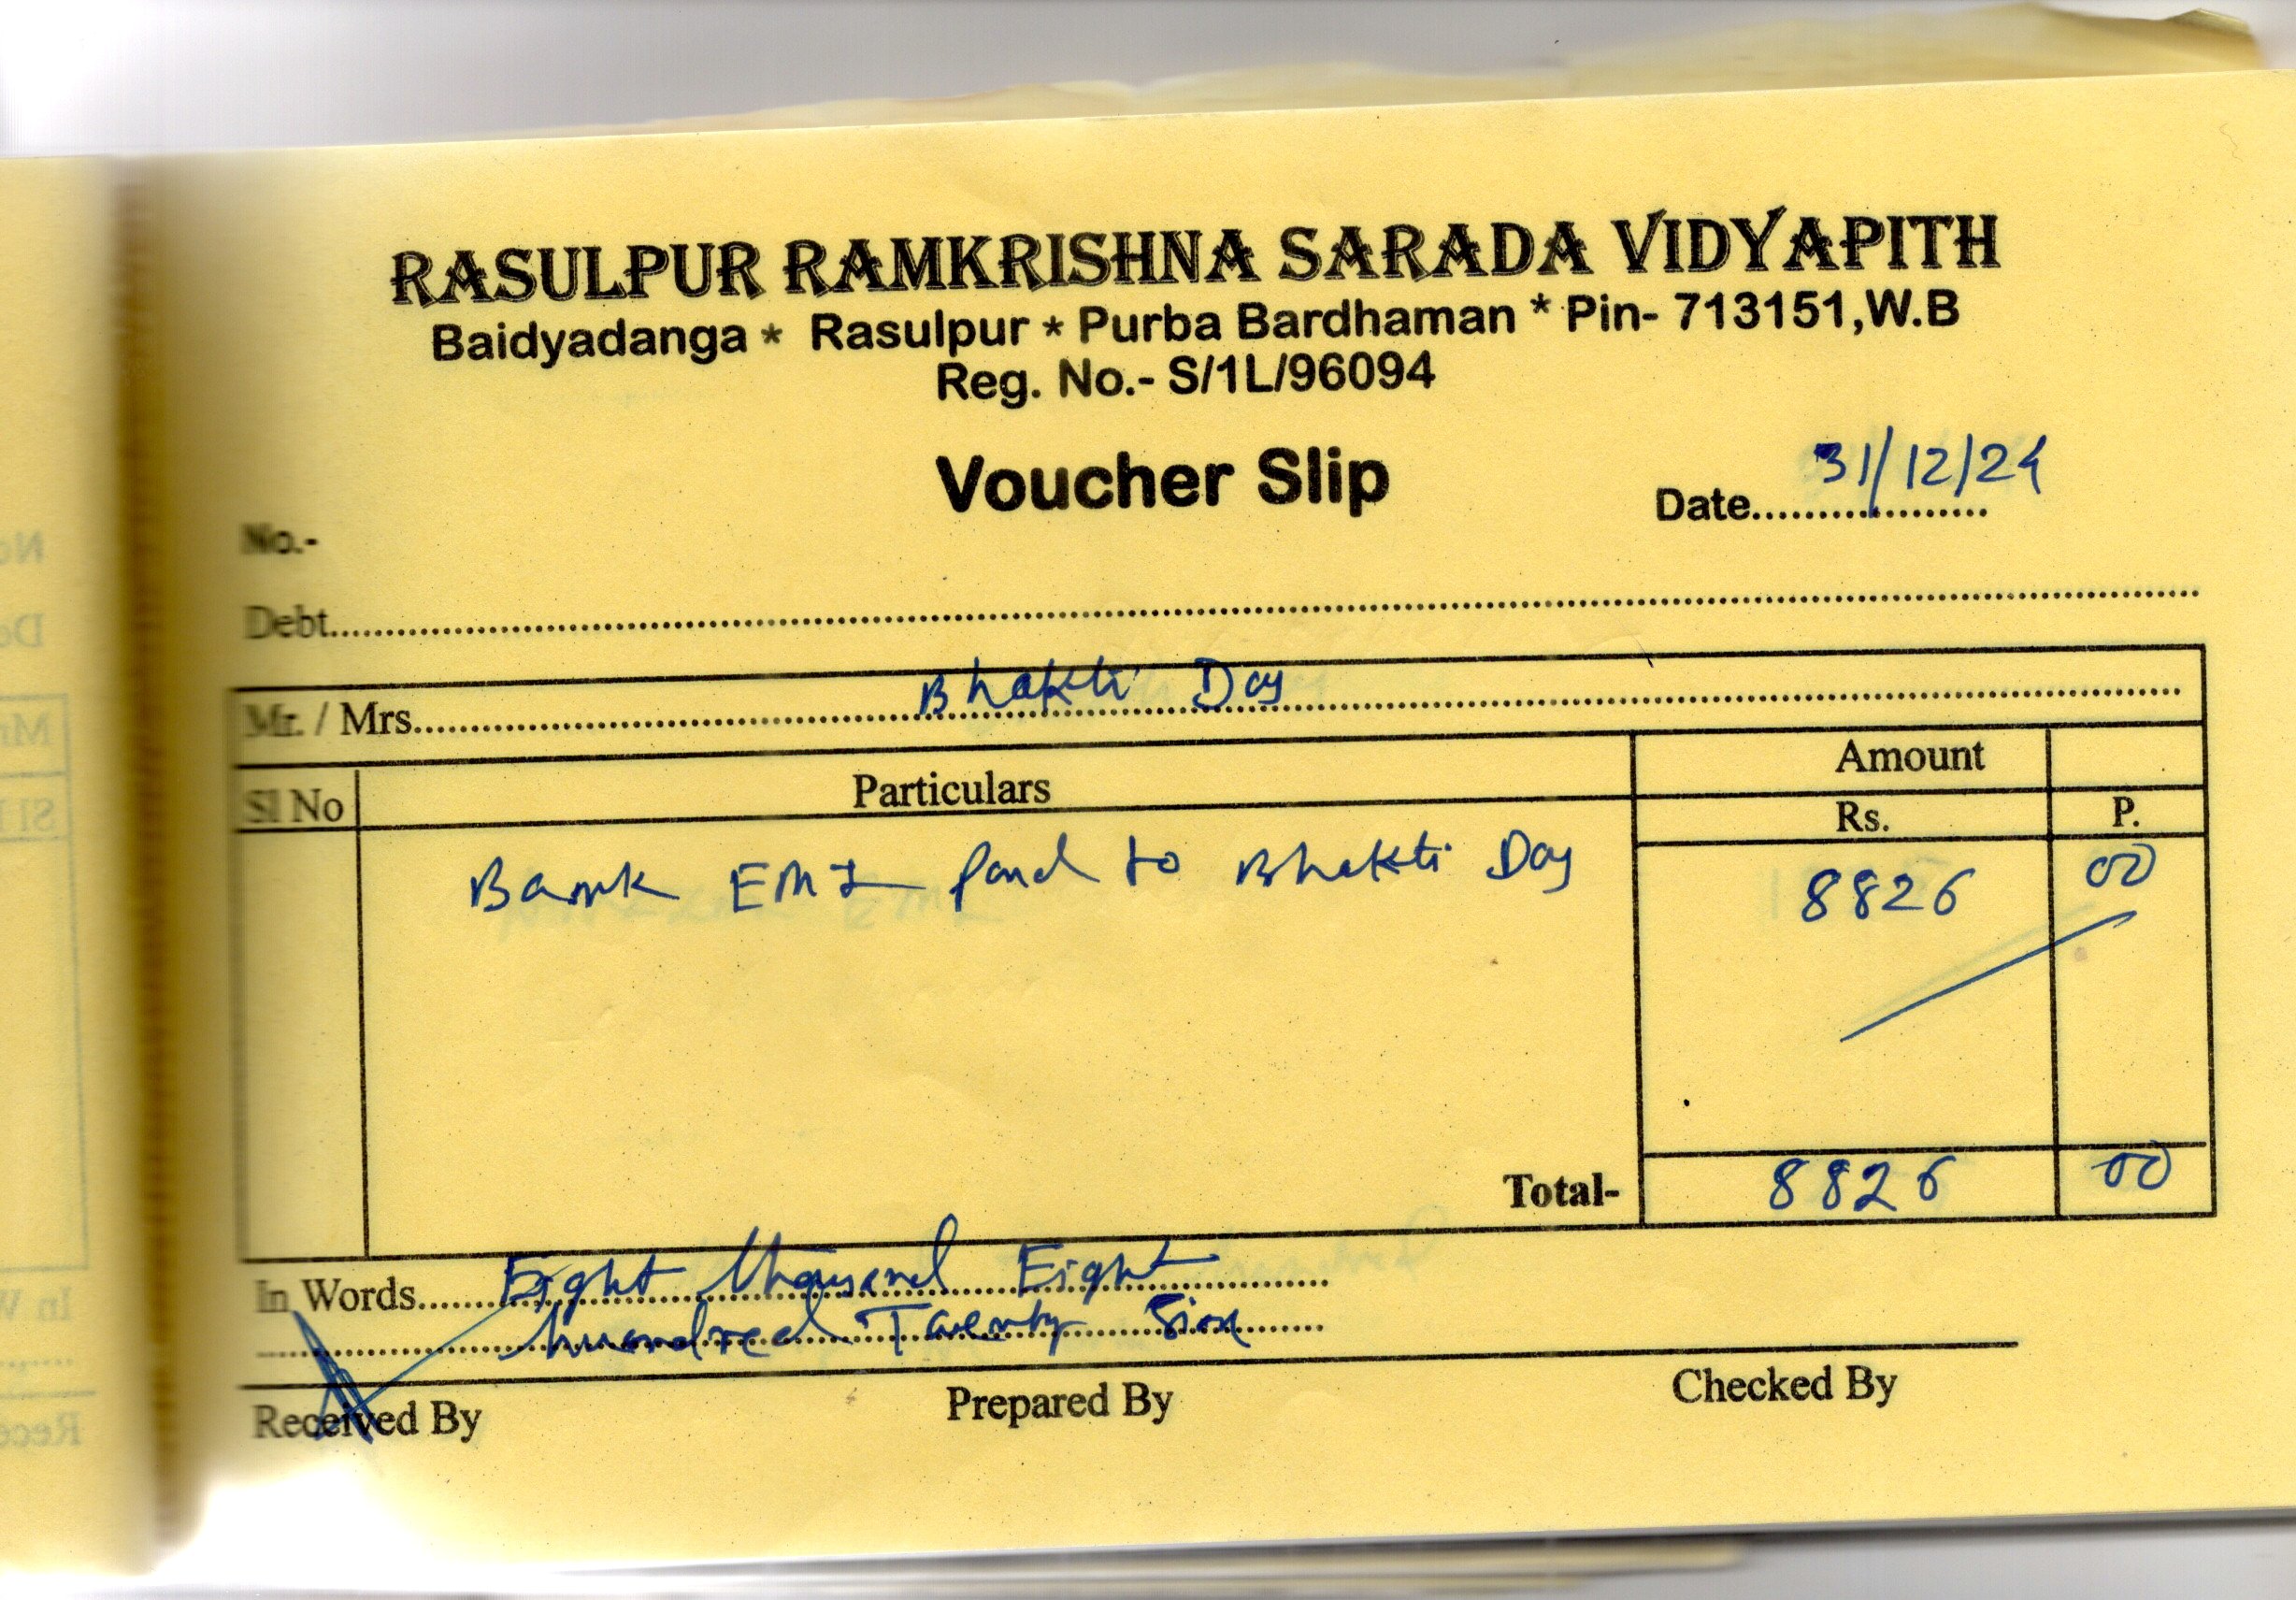 RASULPUR RAMKRISHNA SARADA VIDYAPITH
Baidyadanga * Rasulpur * Purba Bardhaman * Pin- 713151,W.B
Reg. No.- S/1L/96094
Voucher Slip
No.-
Date.......... 31/12/24
Debt..........
Mr. / Mrs.......... Bhakti Day
Sl No Particulars Amount
Rs. P.
Bank EMI paid to Bhakti Day 8826 00
Total- 8826 00
In Words.......... Eight thousand Eight
hundred Twenty Six
Received By Prepared By Checked By